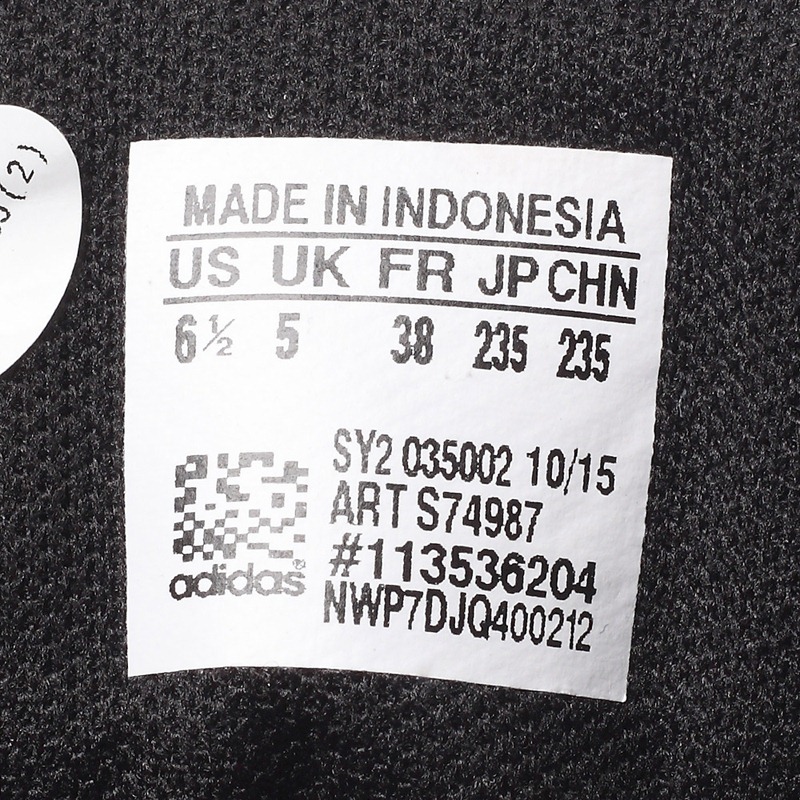 MADE IN INDONESIA
US UK FR JP CHN
6½ 5 38 235 235
SY2 035002 10/15
ART S74987
#113536204
NWP7DJQ400212
adidas®
(2)